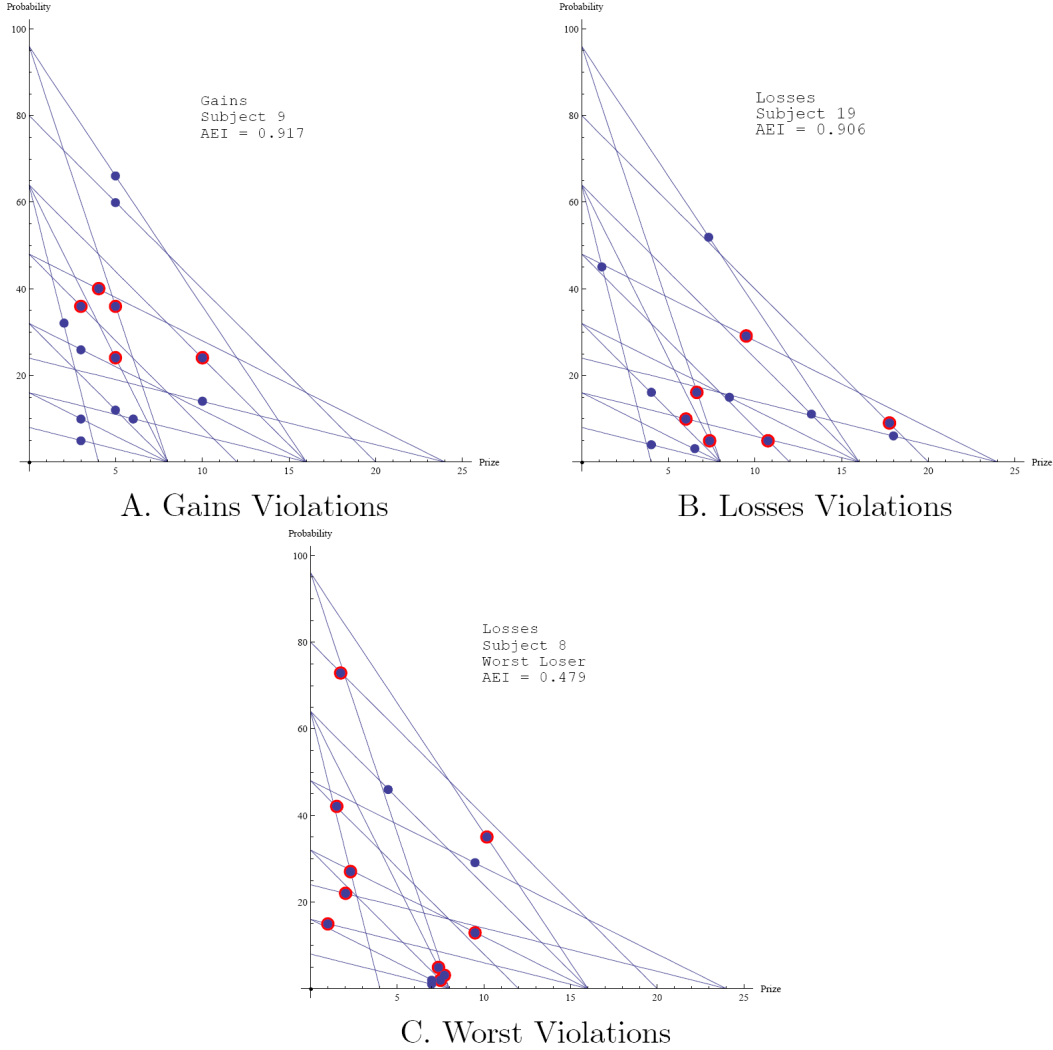 Probability
100
80
60
40
20
5
10
15
20
25
Prize
Gains
Subject 9
AEI = 0.917
A. Gains Violations
Probability
100
80
60
40
20
5
10
15
20
25
Prize
Losses
Subject 19
AEI = 0.906
B. Losses Violations
Probability
100
80
60
40
20
5
10
15
20
25
Prize
Losses
Subject 8
Worst Loser
AEI = 0.479
C. Worst Violations